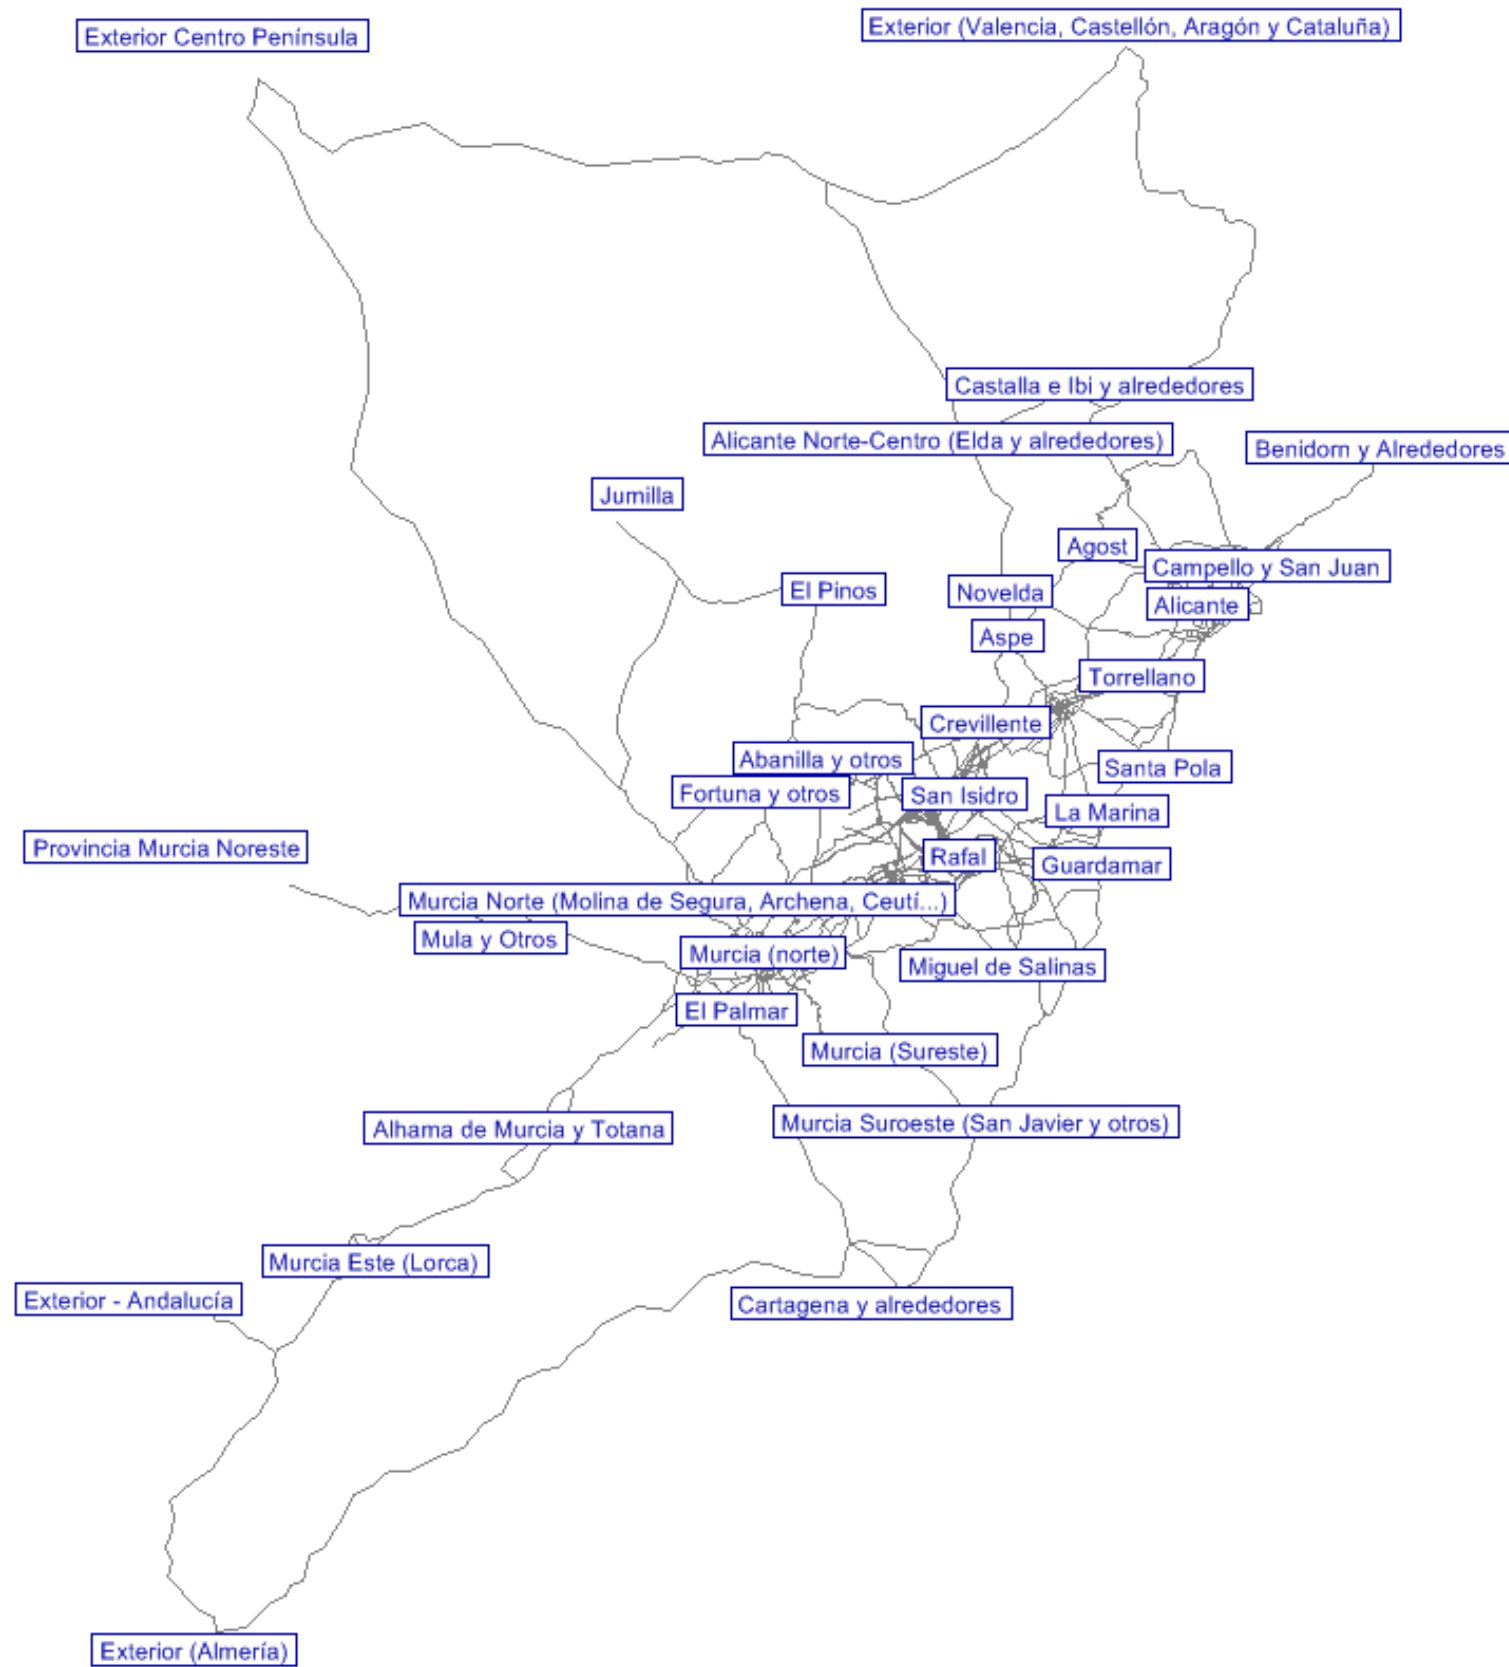 Exterior (Valencia, Castellón, Aragón y Cataluña)
Exterior Centro Península
Castalla e Ibi y alrededores
Alicante Norte-Centro (Elda y alrededores)
Benidorn y Alrededores
Jumilla
Agost
Campello y San Juan
El Pinos
Novelda
Alicante
Aspe
Torrellano
Crevillente
Abanilla y otros
Santa Pola
Fortuna y otros
San Isidro
La Marina
Provincia Murcia Noreste
Rafal
Guardamar
Murcia Norte (Molina de Segura, Archena, Ceutí...)
Mula y Otros
Murcia (norte)
Miguel de Salinas
El Palmar
Murcia (Sureste)
Alhama de Murcia y Totana
Murcia Suroeste (San Javier y otros)
Murcia Este (Lorca)
Exterior - Andalucía
Cartagena y alrededores
Exterior (Almería)